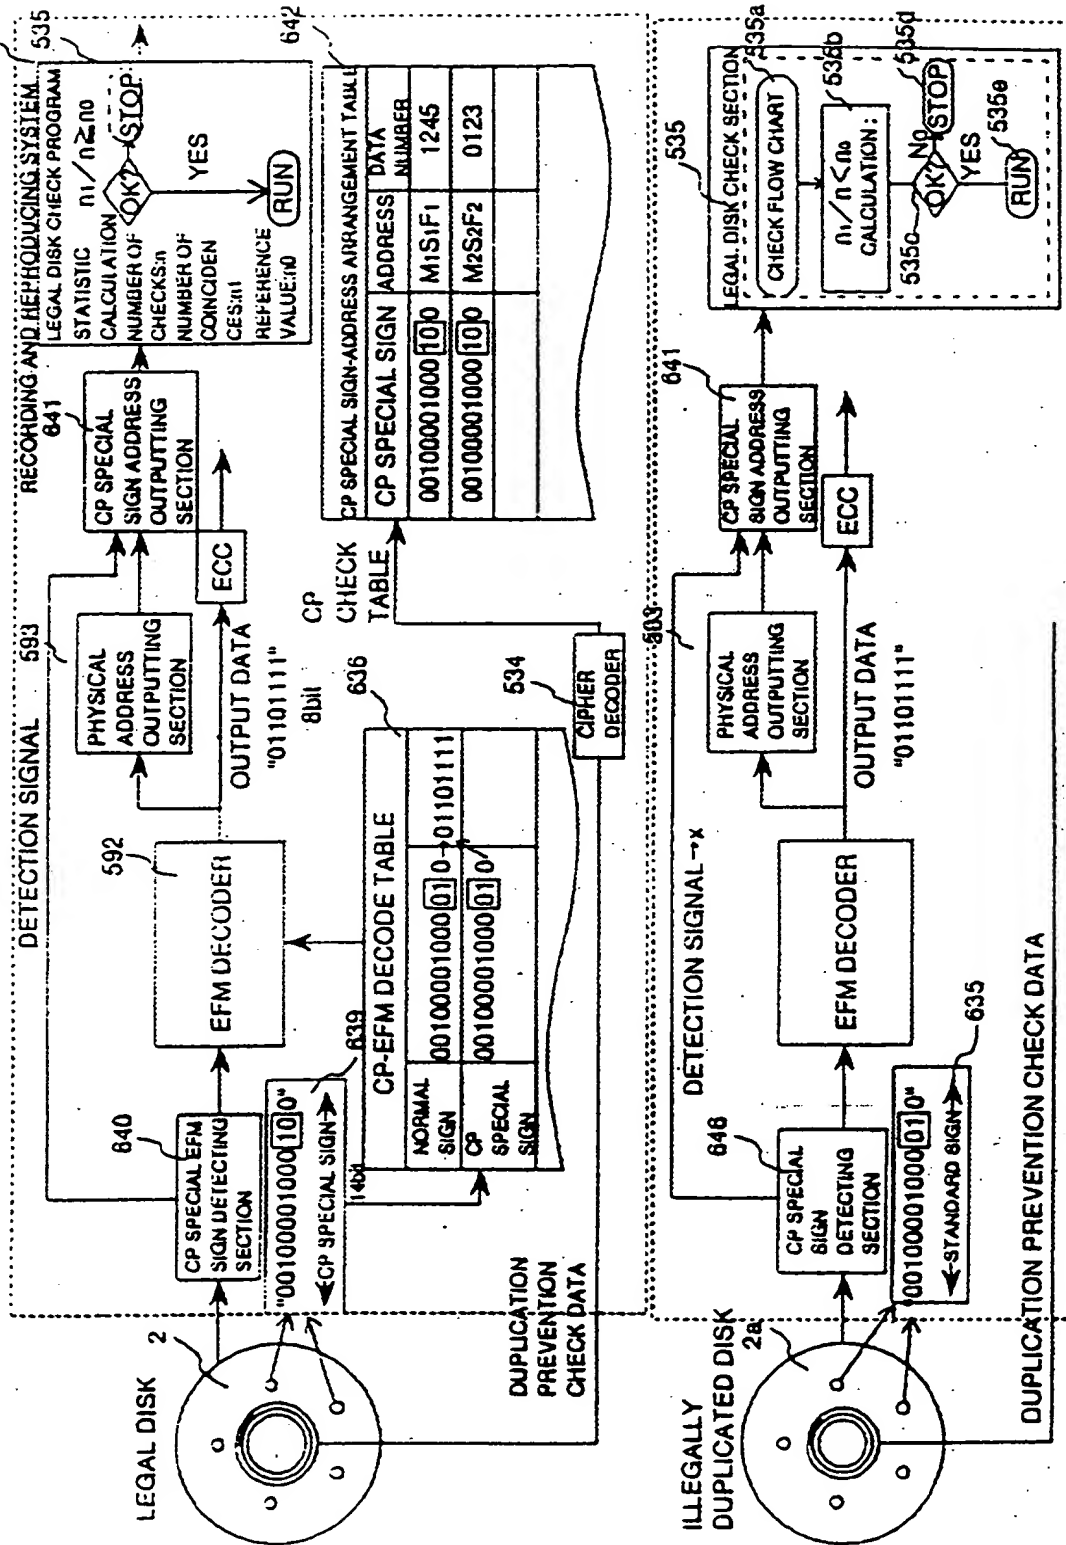 RECORDING AND REPRODUCING SYSTEM
DETECTION SIGNAL
593
641
535
LEGAL DISK
2
640
CP SPECIAL EFM
SIGN DETECTING
SECTION
592
EFM DECODER
PHYSICAL
ADDRESS
OUTPUTTING
SECTION
CP SPECIAL
SIGN ADDRESS
OUTPUTTING
SECTION
ECC
OUTPUT DATA
"01101111"
8bit
LEGAL DISK CHECK PROGRAM
STATISTIC
CALCULATION
NUMBER OF
CHECKS:n
NUMBER OF
COINCIDEN
CES:n1
REFERENCE
VALUE:n0
n1/n≧n0
OK?
STOP
YES
RUN
"00100001000100"
CP SPECIAL SIGN
14bit
639
636
CP-EFM DECODE TABLE
NORMAL
SIGN
00100001000010→01101111
CP
SPECIAL
SIGN
00100001000010
CP
CHECK
TABLE
642
CP SPECIAL SIGN-ADDRESS ARRANGEMENT TABLE
CP SPECIAL SIGN
ADDRESS
DATA
NUMBER
00100001000100
M1S1F1
1245
00100001000100
M2S2F2
0123
DUPLICATION
PREVENTION
CHECK DATA
534
CIPHER
DECODER
ILLEGALLY
DUPLICATED DISK
2a
646
CP SPECIAL
SIGN
DETECTING
SECTION
DETECTION SIGNAL→x
EFM DECODER
PHYSICAL
ADDRESS
OUTPUTTING
SECTION
641
CP SPECIAL
SIGN ADDRESS
OUTPUTTING
SECTION
ECC
OUTPUT DATA
"01101111"
"00100001000010"
STANDARD SIGN
635
535
LEGAL DISK CHECK SECTION
535a
CHECK FLOW CHART
535b
n1/n<n0
CALCULATION:
535c
OK?
No
STOP
535d
YES
RUN
535e
DUPLICATION PREVENTION CHECK DATA